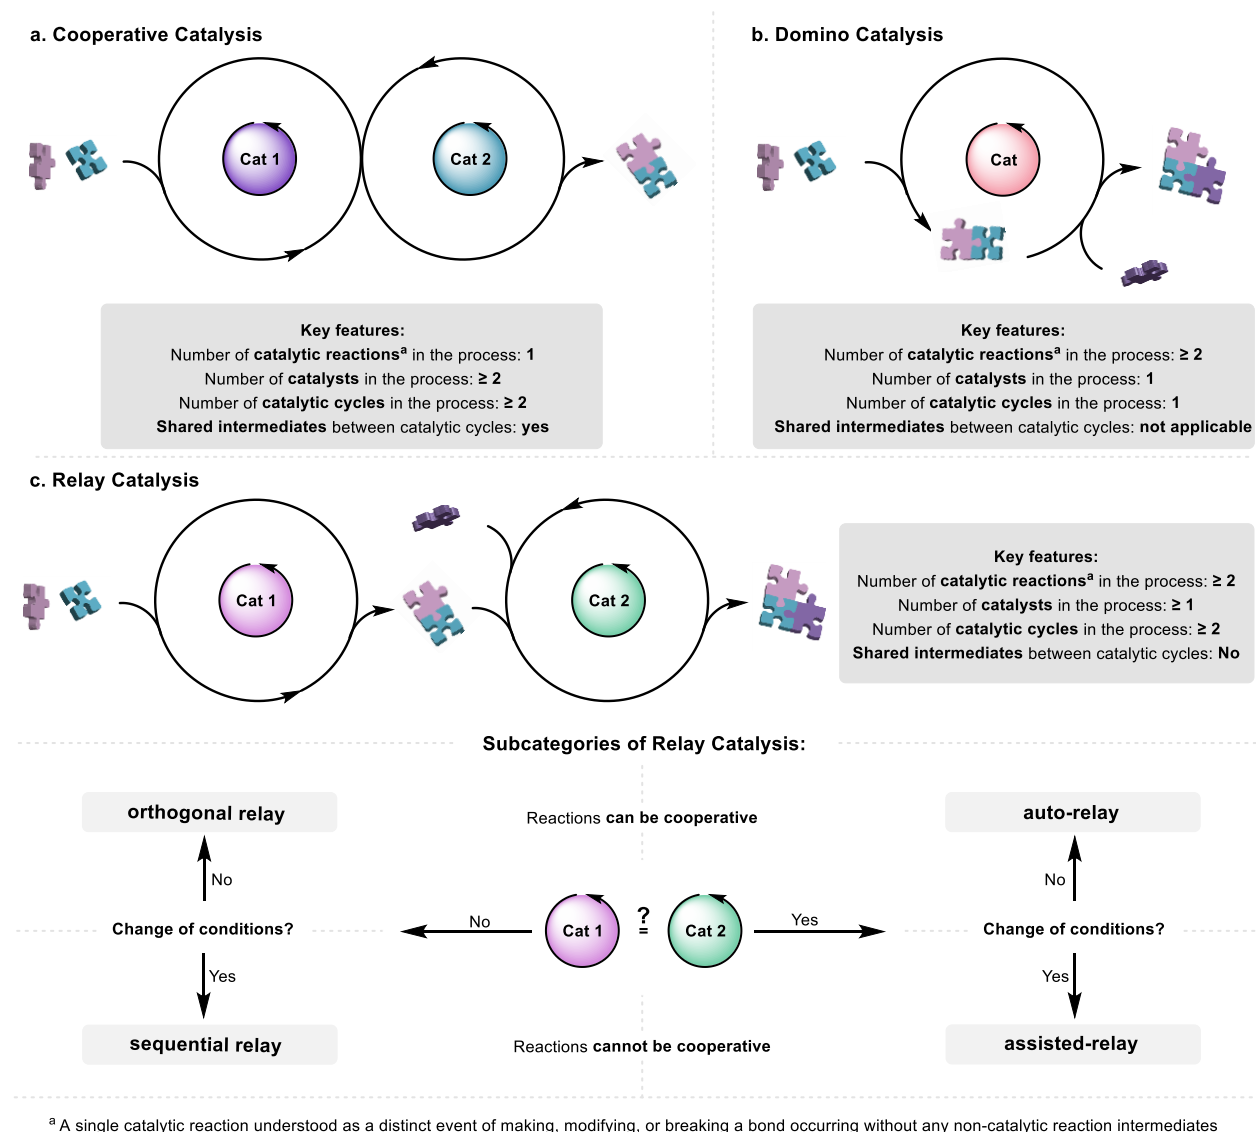 a. Cooperative Catalysis
Cat 1
Cat 2
Key features:
Number of catalytic reactionsᵃ in the process: 1
Number of catalysts in the process: ≥ 2
Number of catalytic cycles in the process: ≥ 2
Shared intermediates between catalytic cycles: yes
b. Domino Catalysis
Cat
Key features:
Number of catalytic reactionsᵃ in the process: ≥ 2
Number of catalysts in the process: 1
Number of catalytic cycles in the process: 1
Shared intermediates between catalytic cycles: not applicable
c. Relay Catalysis
Cat 1
Cat 2
Key features:
Number of catalytic reactionsᵃ in the process: ≥ 2
Number of catalysts in the process: ≥ 1
Number of catalytic cycles in the process: ≥ 2
Shared intermediates between catalytic cycles: No
Subcategories of Relay Catalysis:
orthogonal relay
Reactions can be cooperative
auto-relay
No
No
Change of conditions?
No
Cat 1
?
=
Cat 2
Yes
Change of conditions?
Yes
Yes
sequential relay
Reactions cannot be cooperative
assisted-relay
ᵃ A single catalytic reaction understood as a distinct event of making, modifying, or breaking a bond occurring without any non-catalytic reaction intermediates